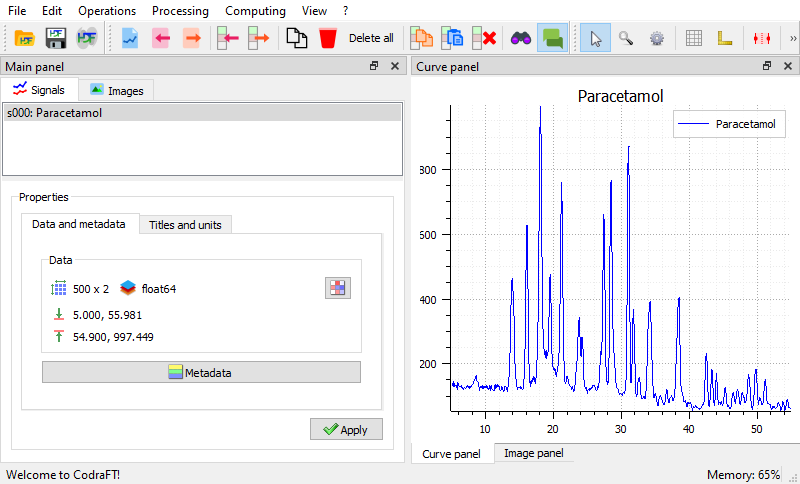 File Edit Operations Processing Computing View ?
Delete all »
Main panel
Signals Images
s000: Paracetamol
Properties
Data and metadata Titles and units
Data
500 x 2 float64
5.000, 55.981
54.900, 997.449
Metadata
Apply
Curve panel
Paracetamol
Paracetamol
800
600
400
200
10 20 30 40 50
Curve panel Image panel
Welcome to CodraFT! Memory: 65%